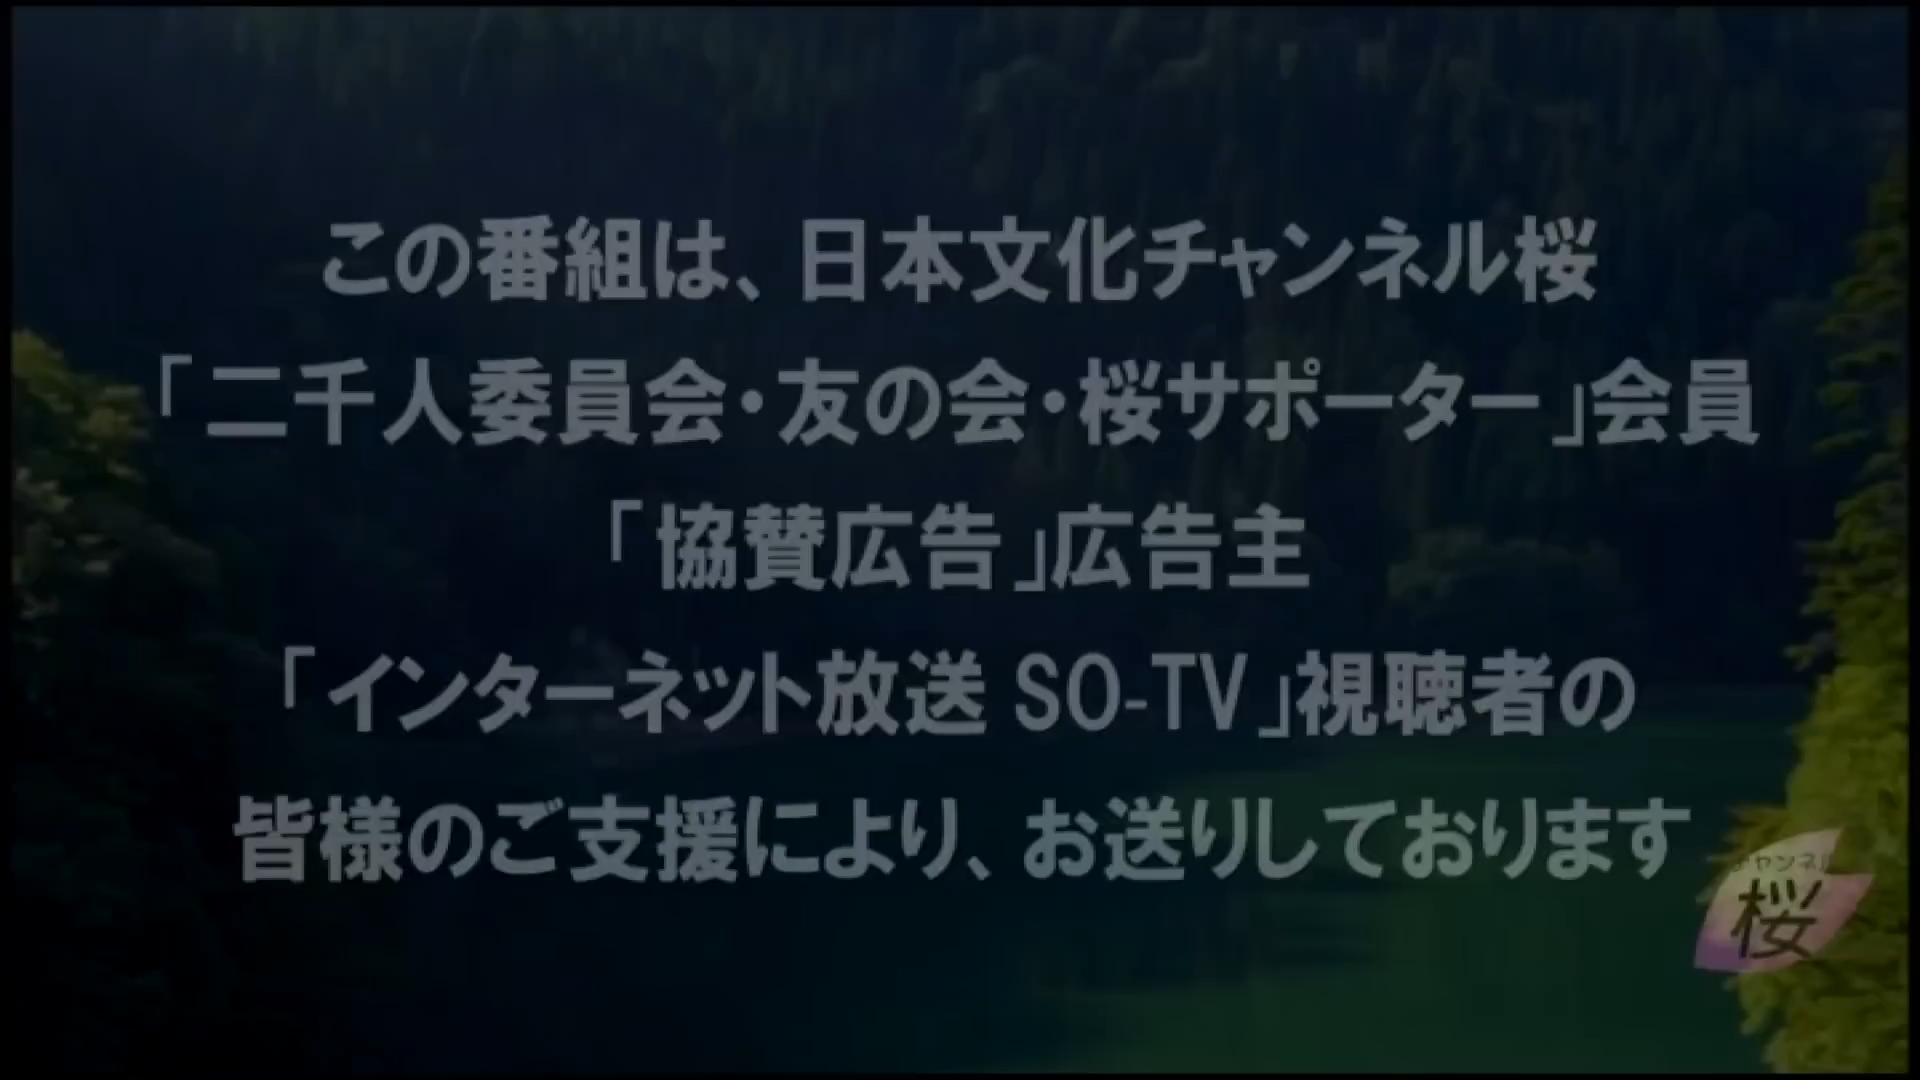 この番組は、日本文化チャンネル桜
「二千人委員会・友の会・桜サポーター」会員
「協賛広告」広告主
「インターネット放送 SO-TV」視聴者の
皆様のご支援により、お送りしております
チャンネル
桜